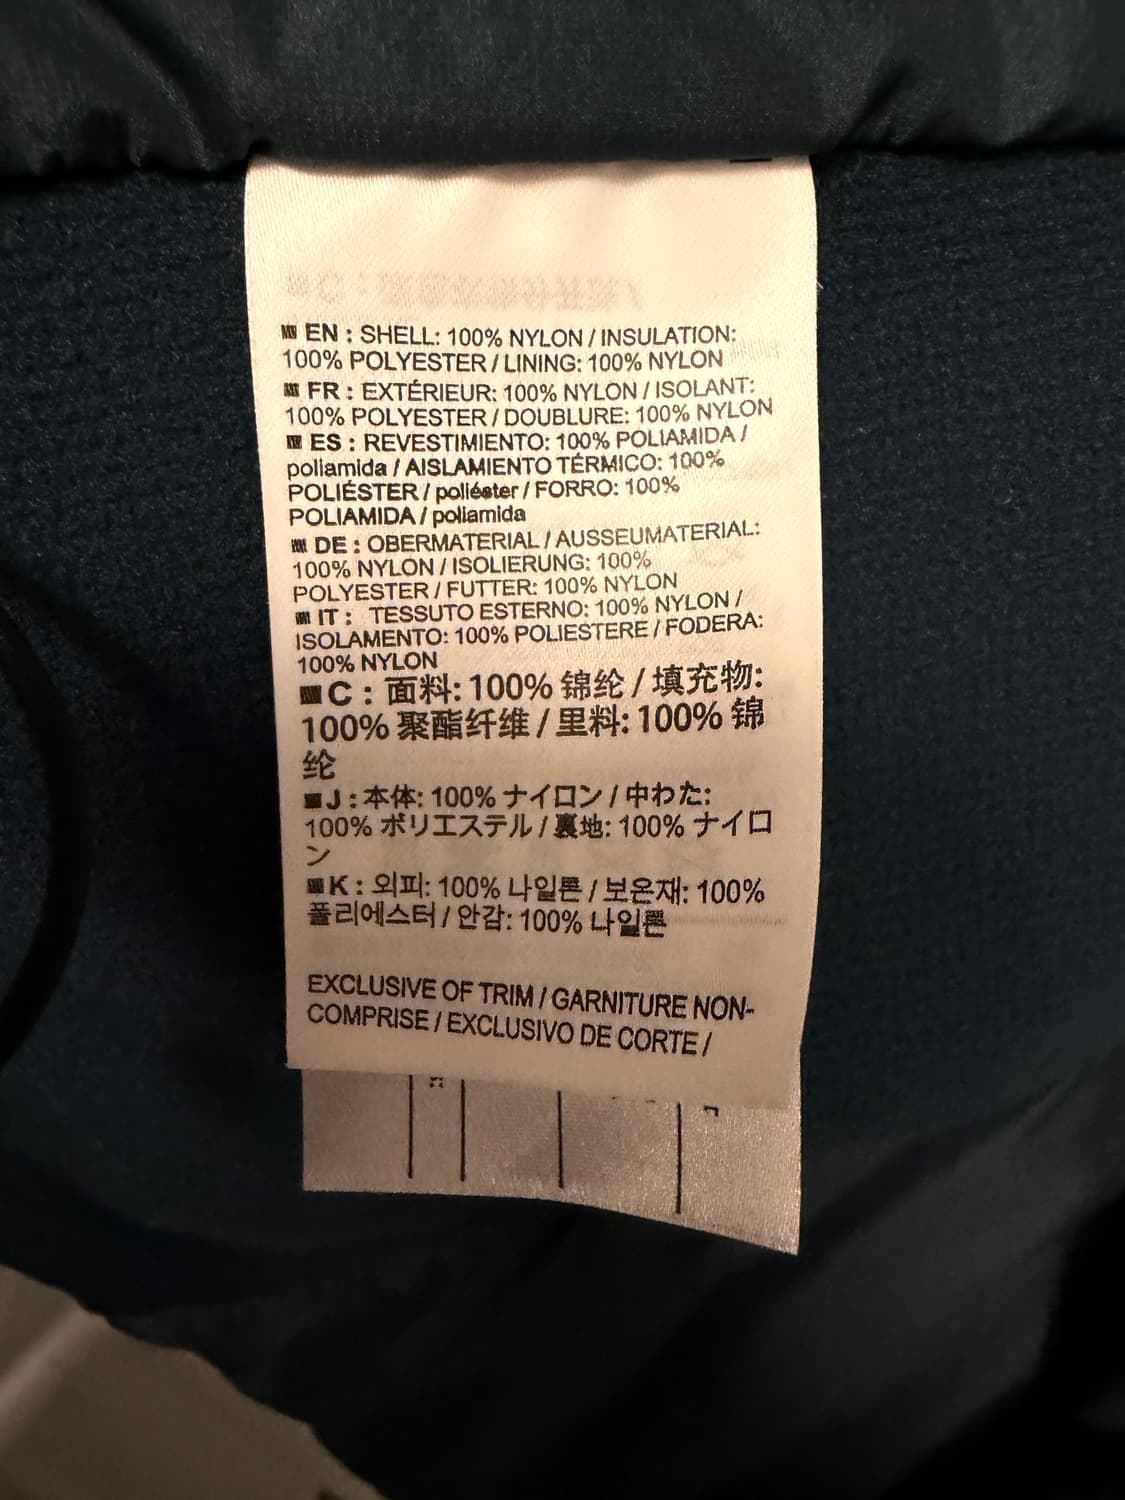 EN : SHELL: 100% NYLON / INSULATION:
100% POLYESTER / LINING: 100% NYLON
FR : EXTÉRIEUR: 100% NYLON / ISOLANT:
100% POLYESTER / DOUBLURE: 100% NYLON
ES : REVESTIMIENTO: 100% POLIAMIDA /
poliamida / AISLAMIENTO TÉRMICO: 100%
POLIÉSTER / poliéster / FORRO: 100%
POLIAMIDA / poliamida
DE : OBERMATERIAL / AUSSEUMATERIAL:
100% NYLON / ISOLIERUNG: 100%
POLYESTER / FUTTER: 100% NYLON
IT : TESSUTO ESTERNO: 100% NYLON /
ISOLAMENTO: 100% POLIESTERE / FODERA:
100% NYLON
C : 面料: 100% 锦纶 / 填充物:
100% 聚酯纤维 / 里料: 100% 锦
纶
J : 本体: 100% ナイロン / 中わた:
100% ポリエステル / 裏地: 100% ナイロ
ン
K : 외피: 100% 나일론 / 보온재: 100%
폴리에스터 / 안감: 100% 나일론
EXCLUSIVE OF TRIM / GARNITURE NON-
COMPRISE / EXCLUSIVO DE CORTE /